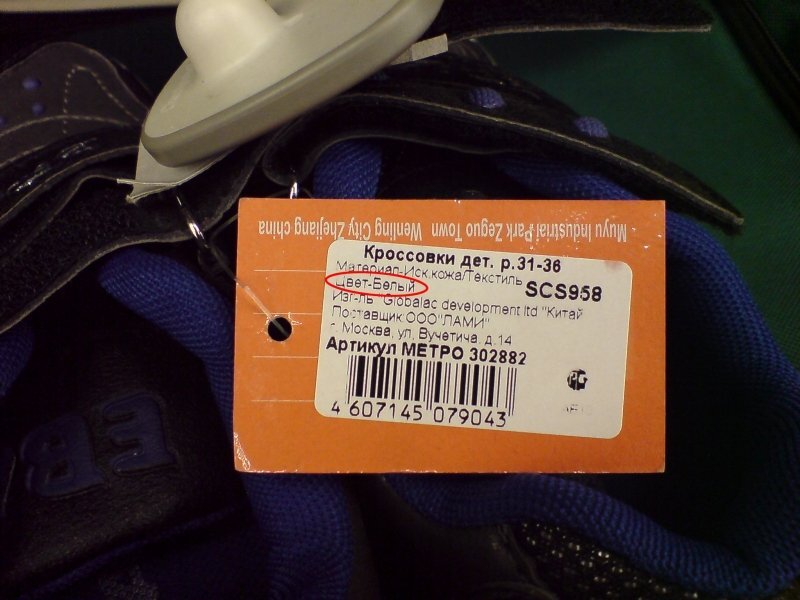 Muyu Industrial Park Zeguo Town Wenling City Zhejiang china
Кроссовки дет. р.31-36
Материал-Иск.кожа/Текстиль
Цвет-Белый
SCS958
Изг-ль "Globalac development ltd "Китай
Поставщик ООО"ЛАМИ"
г. Москва, ул. Вучетича, д.14
Артикул МЕТРО 302882
4 607145 079043